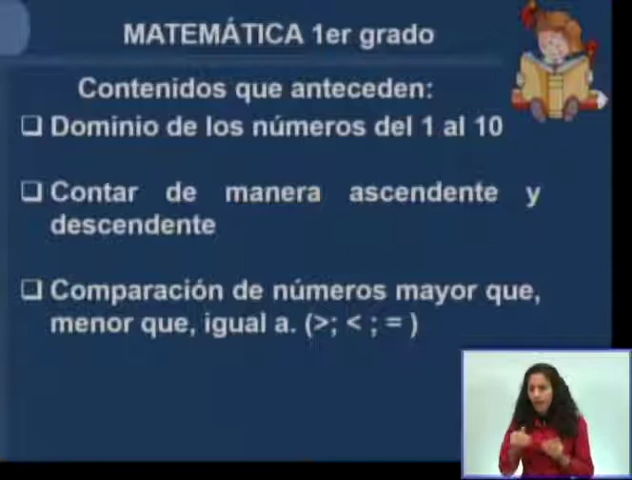 MATEMÁTICA 1er grado
Contenidos que anteceden:
❑ Dominio de los números del 1 al 10
❑ Contar de manera ascendente y
descendente
❑ Comparación de números mayor que,
menor que, igual a. (>; < ; = )